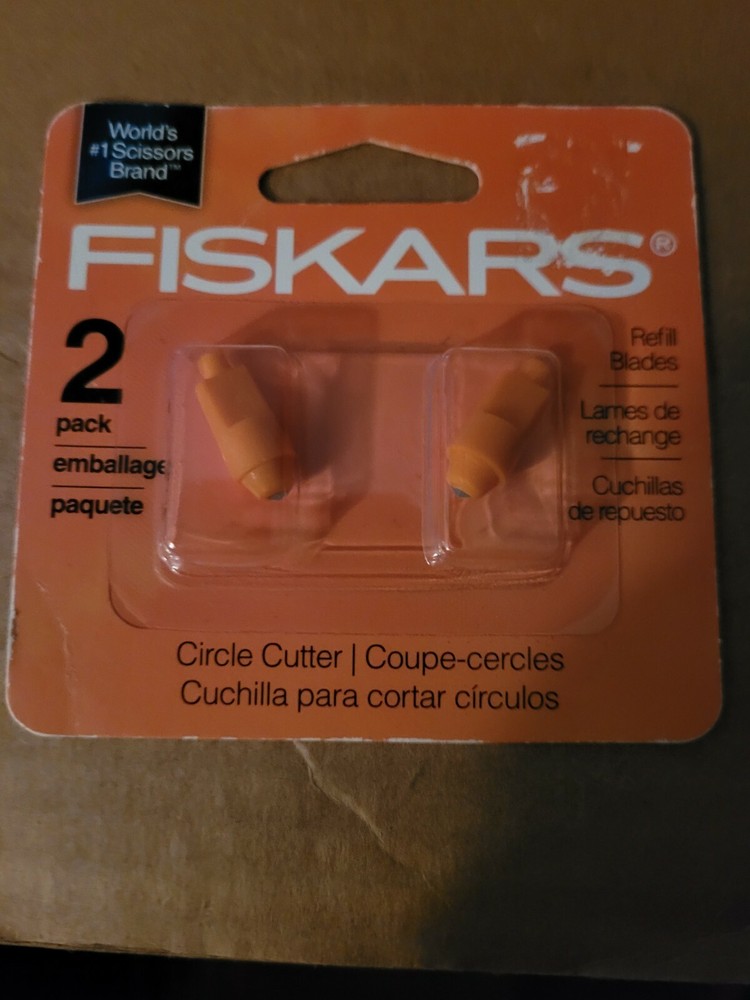 World's
#1 Scissors
Brand™
FISKARS®
2
pack
emballage
paquete
Refill
Blades
Lames de
rechange
Cuchillas
de repuesto
Circle Cutter | Coupe-cercles
Cuchilla para cortar círculos